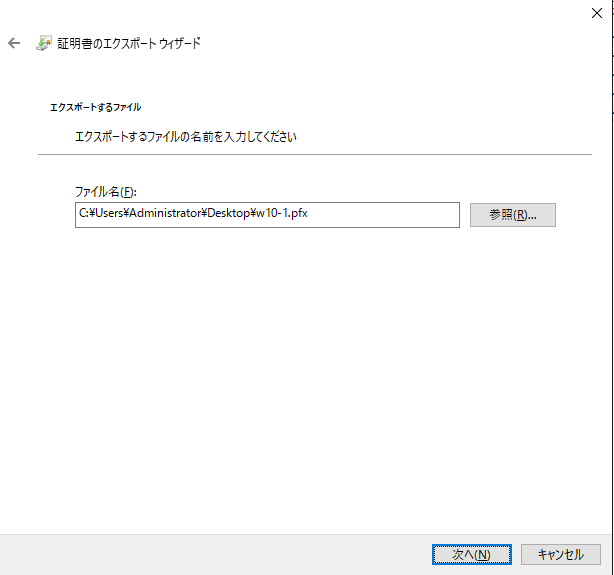 証明書のエクスポート ウィザード
エクスポートするファイル
エクスポートするファイルの名前を入力してください
ファイル名(F):
C:¥Users¥Administrator¥Desktop¥w10-1.pfx
参照(R)...
次へ(N)
キャンセル